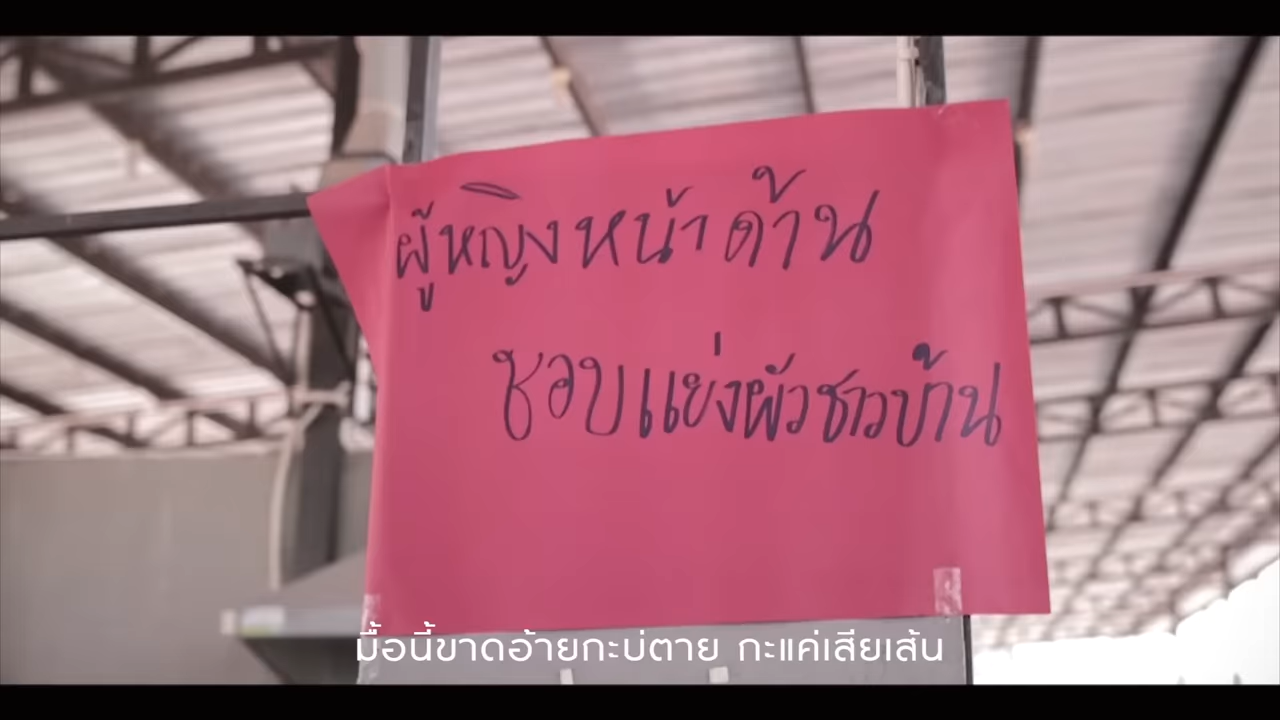 ผู้หญิงหน้าด้าน
ชอบแย่งผัวชาวบ้าน
มื้อนี้ขาดอ้ายกะบ่ตาย กะแค่เสียเส้น